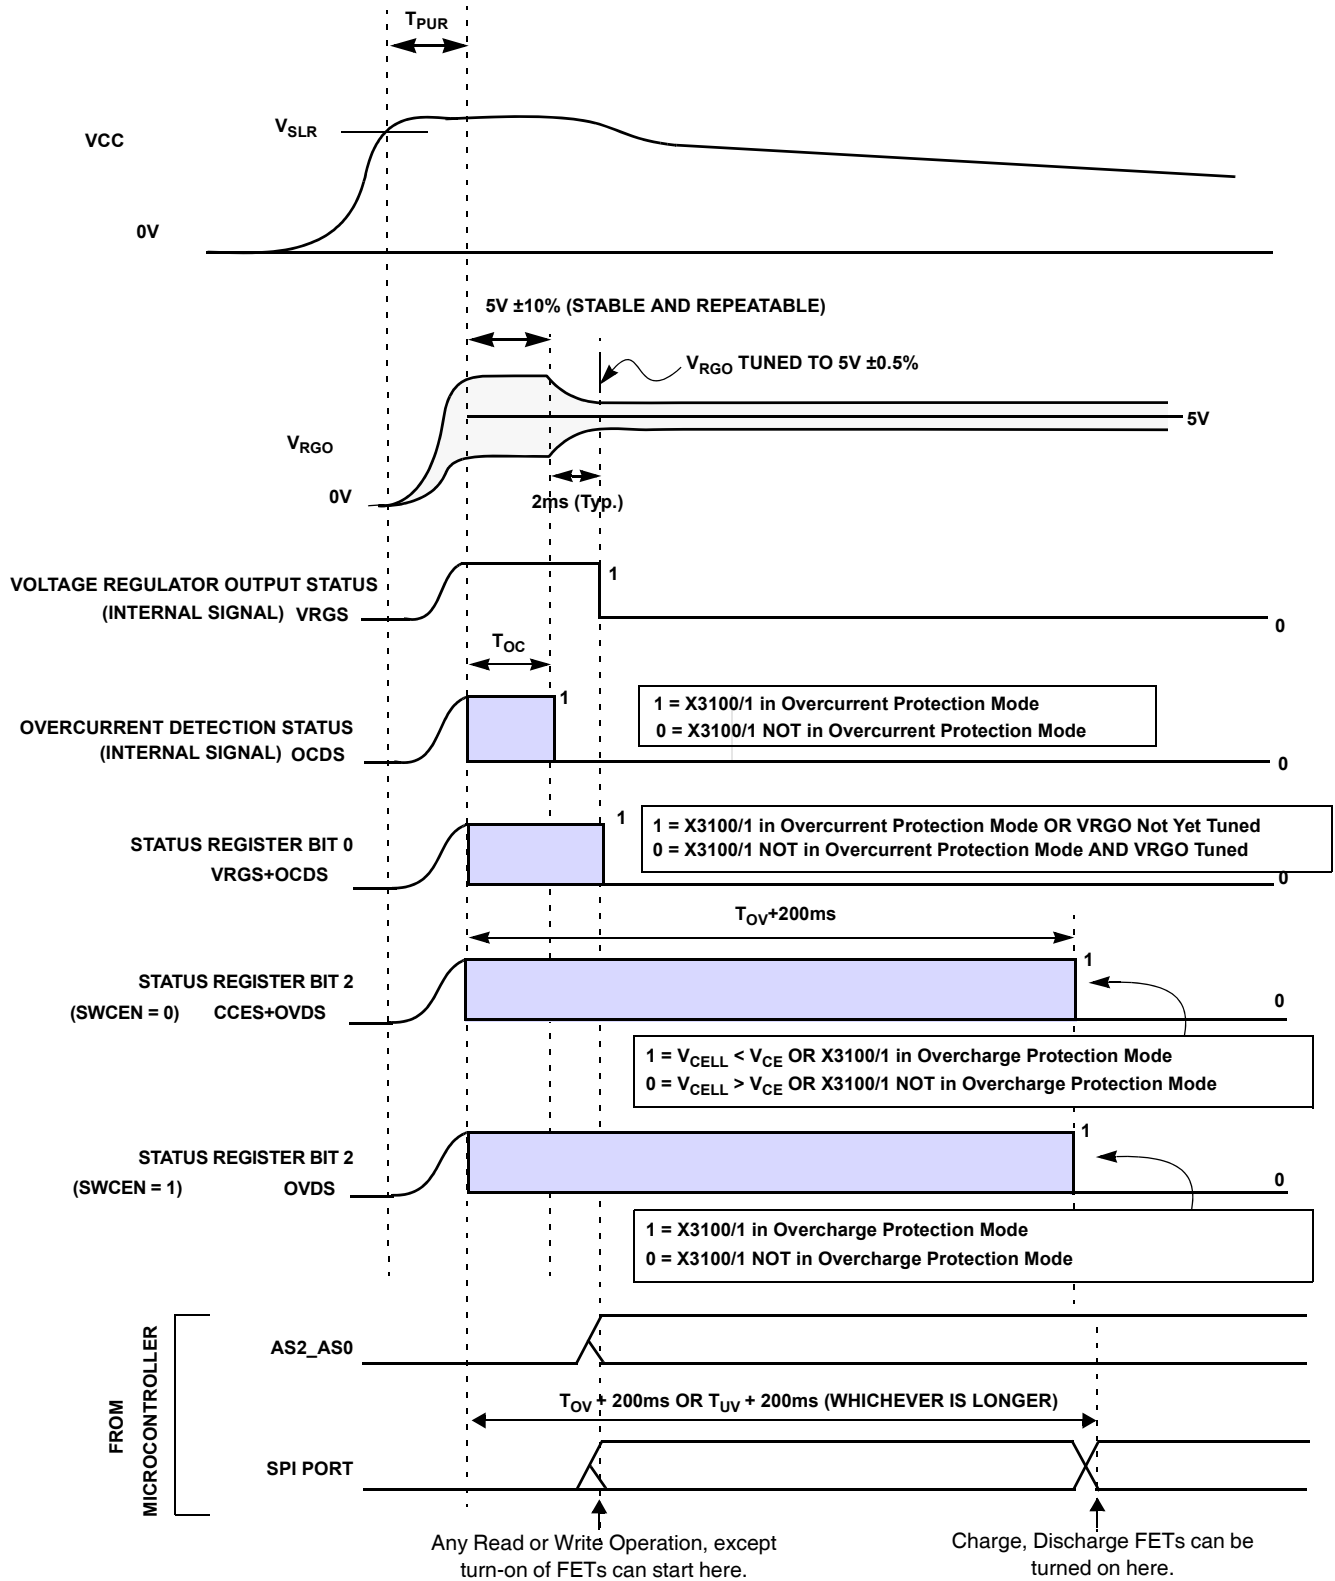 TPUR
VSLR
VCC
0V
5V ±10% (STABLE AND REPEATABLE)
VRGO TUNED TO 5V ±0.5%
5V
VRGO
0V
2ms (Typ.)
VOLTAGE REGULATOR OUTPUT STATUS
(INTERNAL SIGNAL) VRGS
1
0
TOC
1
1 = X3100/1 in Overcurrent Protection Mode
0 = X3100/1 NOT in Overcurrent Protection Mode
OVERCURRENT DETECTION STATUS
(INTERNAL SIGNAL) OCDS
0
1
1 = X3100/1 in Overcurrent Protection Mode OR VRGO Not Yet Tuned
0 = X3100/1 NOT in Overcurrent Protection Mode AND VRGO Tuned
STATUS REGISTER BIT 0
VRGS+OCDS
0
TOV+200ms
1
STATUS REGISTER BIT 2
(SWCEN = 0) CCES+OVDS
0
1 = VCELL < VCE OR X3100/1 in Overcharge Protection Mode
0 = VCELL > VCE OR X3100/1 NOT in Overcharge Protection Mode
1
STATUS REGISTER BIT 2
(SWCEN = 1) OVDS
0
1 = X3100/1 in Overcharge Protection Mode
0 = X3100/1 NOT in Overcharge Protection Mode
FROM
MICROCONTROLLER
AS2_AS0
TOV + 200ms OR TUV + 200ms (WHICHEVER IS LONGER)
SPI PORT
Any Read or Write Operation, except
turn-on of FETs can start here.
Charge, Discharge FETs can be
turned on here.